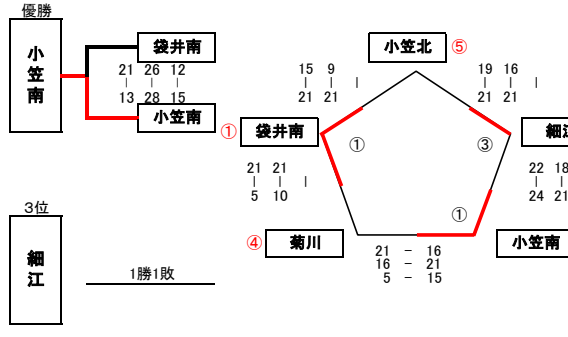 優勝
小笠南
袋井南
21 26 12
| | |
13 28 15
小笠南
3位
細江
1勝1敗
小笠北 ⑤
15 9
| | |
21 21
19 16
| | |
21 21
① 袋井南
①
③
21 21
| | |
5 10
22 18
| |
24 21
①
④ 菊川
小笠南
21 － 16
16 － 21
5 － 15